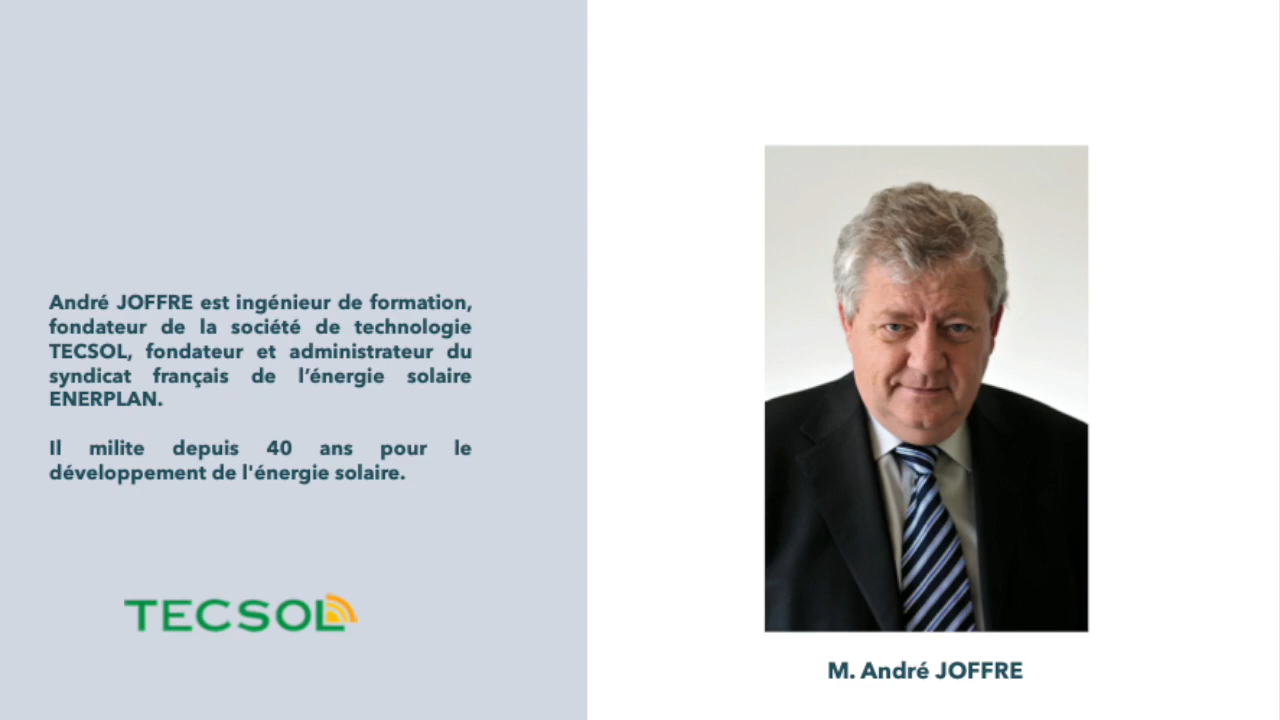 André JOFFRE est ingénieur de formation,
fondateur de la société de technologie
TECSOL, fondateur et administrateur du
syndicat français de l’énergie solaire
ENERPLAN.
Il milite depuis 40 ans pour le
développement de l'énergie solaire.
TECSOL
M. André JOFFRE